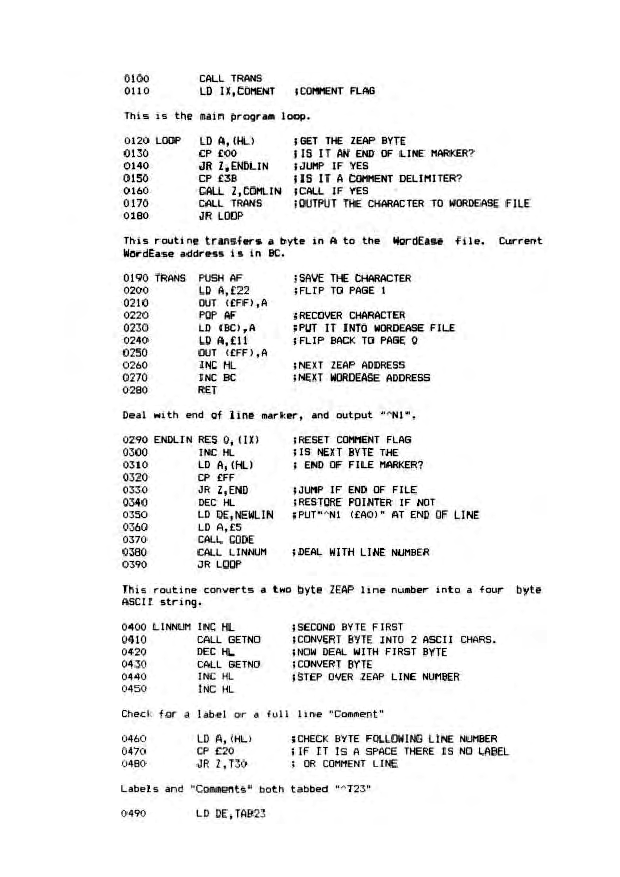 0100        CALL TRANS
0110        LD IX,COMENT  ;COMMENT FLAG
This is the main program loop.
0120 LOOP   LD A,(HL)     ;GET THE ZEAP BYTE
0130        CP £00        ;IS IT AN END OF LINE MARKER?
0140        JR Z,ENDLIN   ;JUMP IF YES
0150        CP £3B        ;IS IT A COMMENT DELIMITER?
0160        CALL Z,COMLIN ;CALL IF YES
0170        CALL TRANS    ;OUTPUT THE CHARACTER TO WORDEASE FILE
0180        JR LOOP
This routine transfers a byte in A to the WordEase file. Current
WordEase address is in BC.
0190 TRANS  PUSH AF       ;SAVE THE CHARACTER
0200        LD A,£22      ;FLIP TO PAGE 1
0210        OUT (£FF),A
0220        POP AF        ;RECOVER CHARACTER
0230        LD (BC),A     ;PUT IT INTO WORDEASE FILE
0240        LD A,£11      ;FLIP BACK TO PAGE 0
0250        OUT (£FF),A
0260        INC HL        ;NEXT ZEAP ADDRESS
0270        INC BC        ;NEXT WORDEASE ADDRESS
0280        RET
Deal with end of line marker, and output "^N1".
0290 ENDLIN RES 0,(IX)    ;RESET COMMENT FLAG
0300        INC HL        ;IS NEXT BYTE THE
0310        LD A,(HL)     ; END OF FILE MARKER?
0320        CP £FF
0330        JR Z,END      ;JUMP IF END OF FILE
0340        DEC HL        ;RESTORE POINTER IF NOT
0350        LD DE,NEWLIN  ;PUT"^N1 (£A0)" AT END OF LINE
0360        LD A,£5
0370        CALL CODE
0380        CALL LINNUM   ;DEAL WITH LINE NUMBER
0390        JR LOOP
This routine converts a two byte ZEAP line number into a four byte
ASCII string.
0400 LINNUM INC HL        ;SECOND BYTE FIRST
0410        CALL GETNO    ;CONVERT BYTE INTO 2 ASCII CHARS.
0420        DEC HL        ;NOW DEAL WITH FIRST BYTE
0430        CALL GETNO    ;CONVERT BYTE
0440        INC HL        ;STEP OVER ZEAP LINE NUMBER
0450        INC HL
Check for a label or a full line "Comment"
0460        LD A,(HL)     ;CHECK BYTE FOLLOWING LINE NUMBER
0470        CP £20        ;IF IT IS A SPACE THERE IS NO LABEL
0480        JR Z,T30      ; OR COMMENT LINE
Labels and "Comments" both tabbed "^T23"
0490        LD DE,TAB23